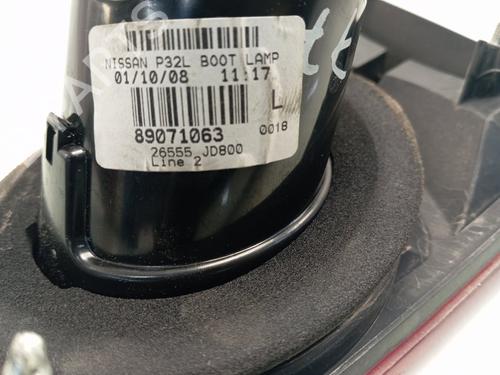 NISSAN P32L BOOT LAMP
01/10/08 11:17
L
89071063
0018
26555 JD800
Line 2